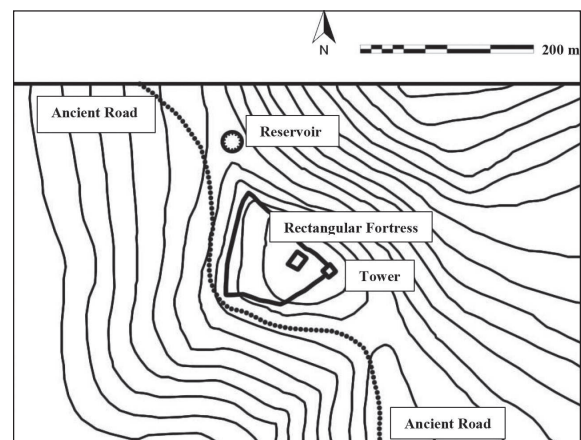 N
200 m
Ancient Road
Reservoir
Rectangular Fortress
Tower
Ancient Road